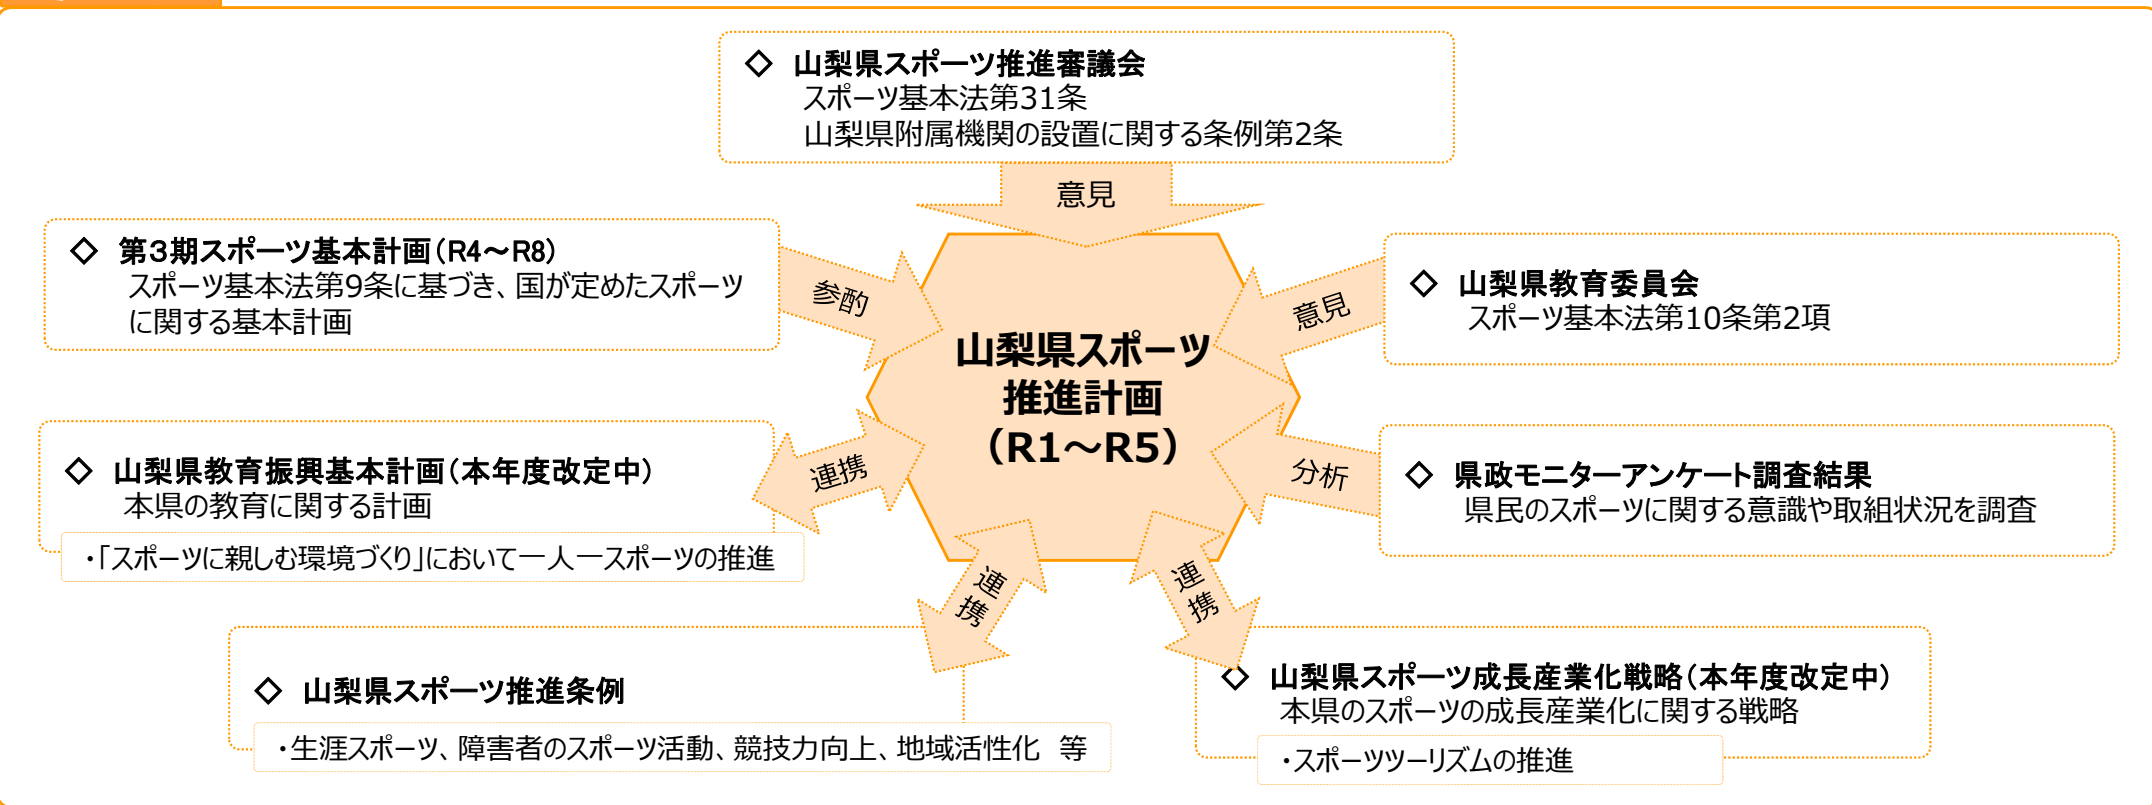 ◇ 山梨県スポーツ推進審議会
スポーツ基本法第31条
山梨県附属機関の設置に関する条例第2条
意見
◇ 第3期スポーツ基本計画(R4～R8)
スポーツ基本法第9条に基づき、国が定めたスポーツ
に関する基本計画
参酌
◇ 山梨県教育委員会
スポーツ基本法第10条第2項
意見
山梨県スポーツ
推進計画
（R1～R5）
◇ 山梨県教育振興基本計画(本年度改定中)
本県の教育に関する計画
・「スポーツに親しむ環境づくり」において一人一スポーツの推進
連携
◇ 県政モニターアンケート調査結果
県民のスポーツに関する意識や取組状況を調査
分析
連
携
連
携
◇ 山梨県スポーツ推進条例
・生涯スポーツ、障害者のスポーツ活動、競技力向上、地域活性化 等
◇ 山梨県スポーツ成長産業化戦略(本年度改定中)
本県のスポーツの成長産業化に関する戦略
・スポーツツーリズムの推進